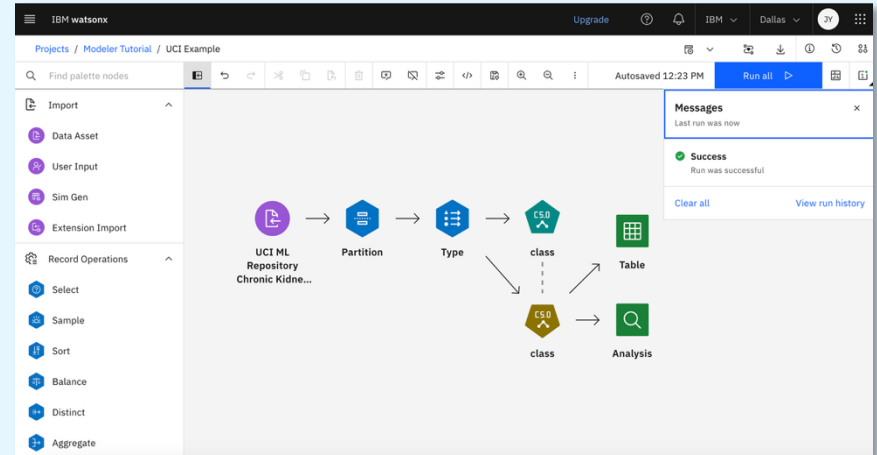 IBM watsonx
Upgrade
IBM
Dallas
JY
Projects / Modeler Tutorial / UCI Example
Find palette nodes
Autosaved 12:23 PM
Run all
Import
Data Asset
User Input
Sim Gen
Extension Import
Record Operations
Select
Sample
Sort
Balance
Distinct
Aggregate
UCI ML
Repository
Chronic Kidne...
Partition
Type
C5.0
class
C5.0
class
Table
Analysis
Messages
Last run was now
Success
Run was successful
Clear all
View run history